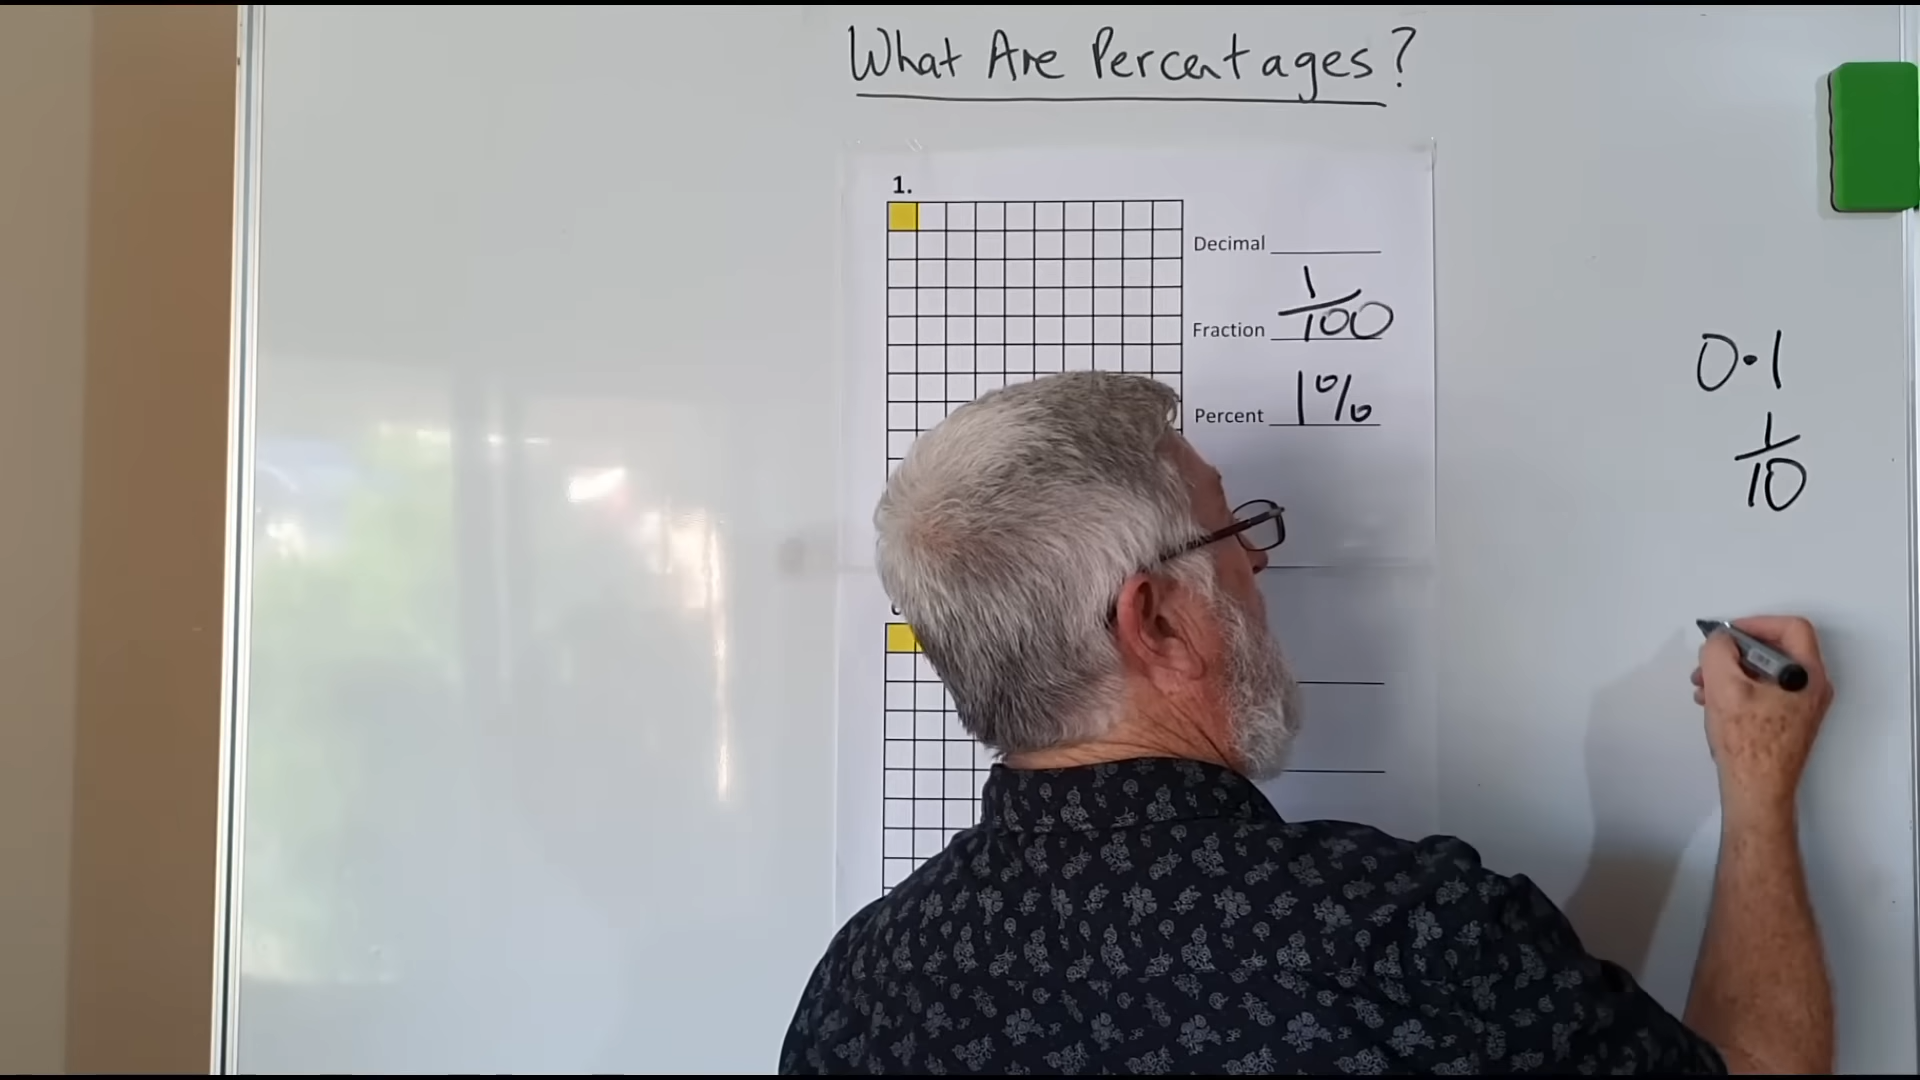 What Are Percentages?
1.
Decimal
Fraction 1/100
Percent 1%
0.1
1/10